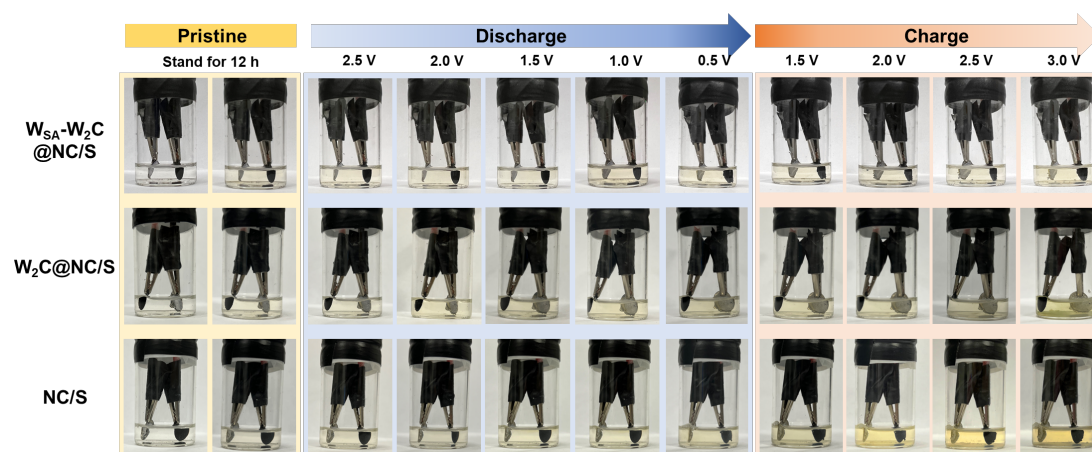 Pristine Discharge Charge
Stand for 12 h 2.5 V 2.0 V 1.5 V 1.0 V 0.5 V 1.5 V 2.0 V 2.5 V 3.0 V
W_SA-W₂C
@NC/S
W₂C@NC/S
NC/S